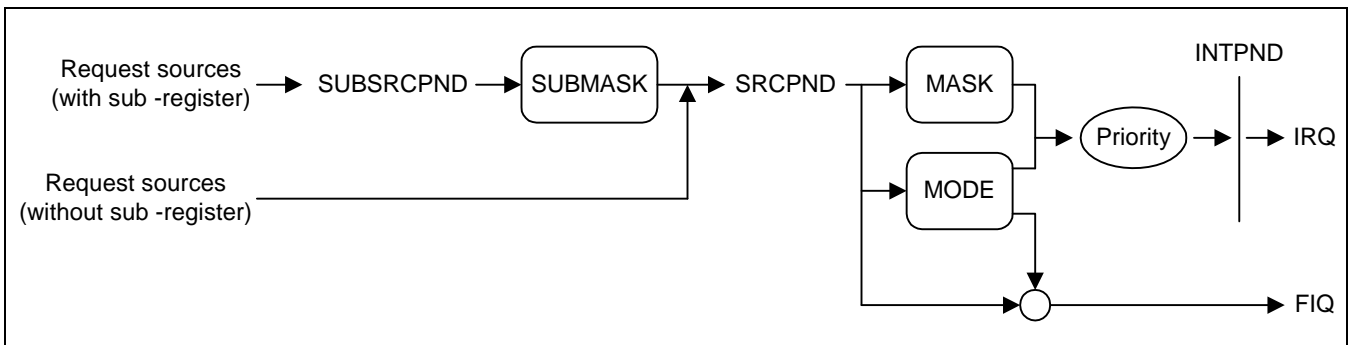 Request sources
(with sub -register)
SUBSRCPND
SUBMASK
SRCPND
MASK
INTPND
Priority
IRQ
Request sources
(without sub -register)
MODE
FIQ